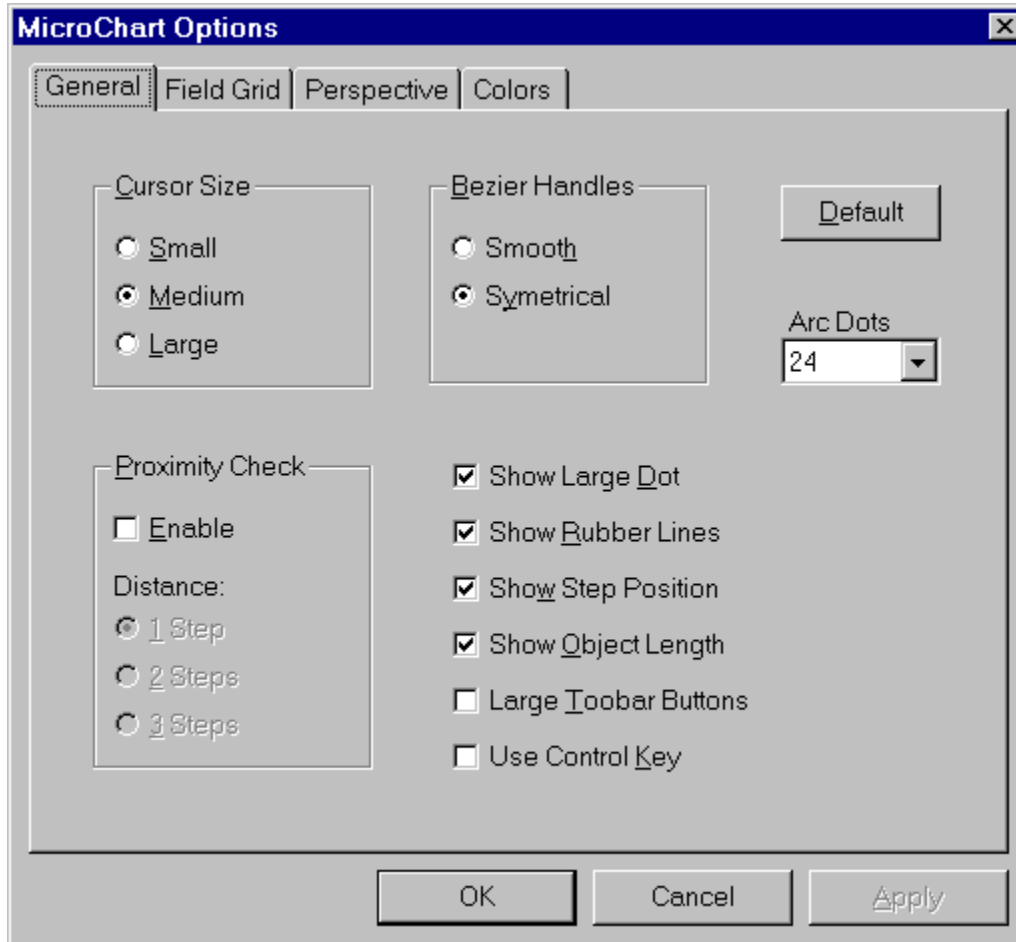 MicroChart Options
General
Field Grid
Perspective
Colors
Cursor Size
Small
Medium
Large
Bezier Handles
Smooth
Symetrical
Default
Arc Dots
24
Proximity Check
Enable
Distance:
1 Step
2 Steps
3 Steps
Show Large Dot
Show Rubber Lines
Show Step Position
Show Object Length
Large Toobar Buttons
Use Control Key
OK
Cancel
Apply